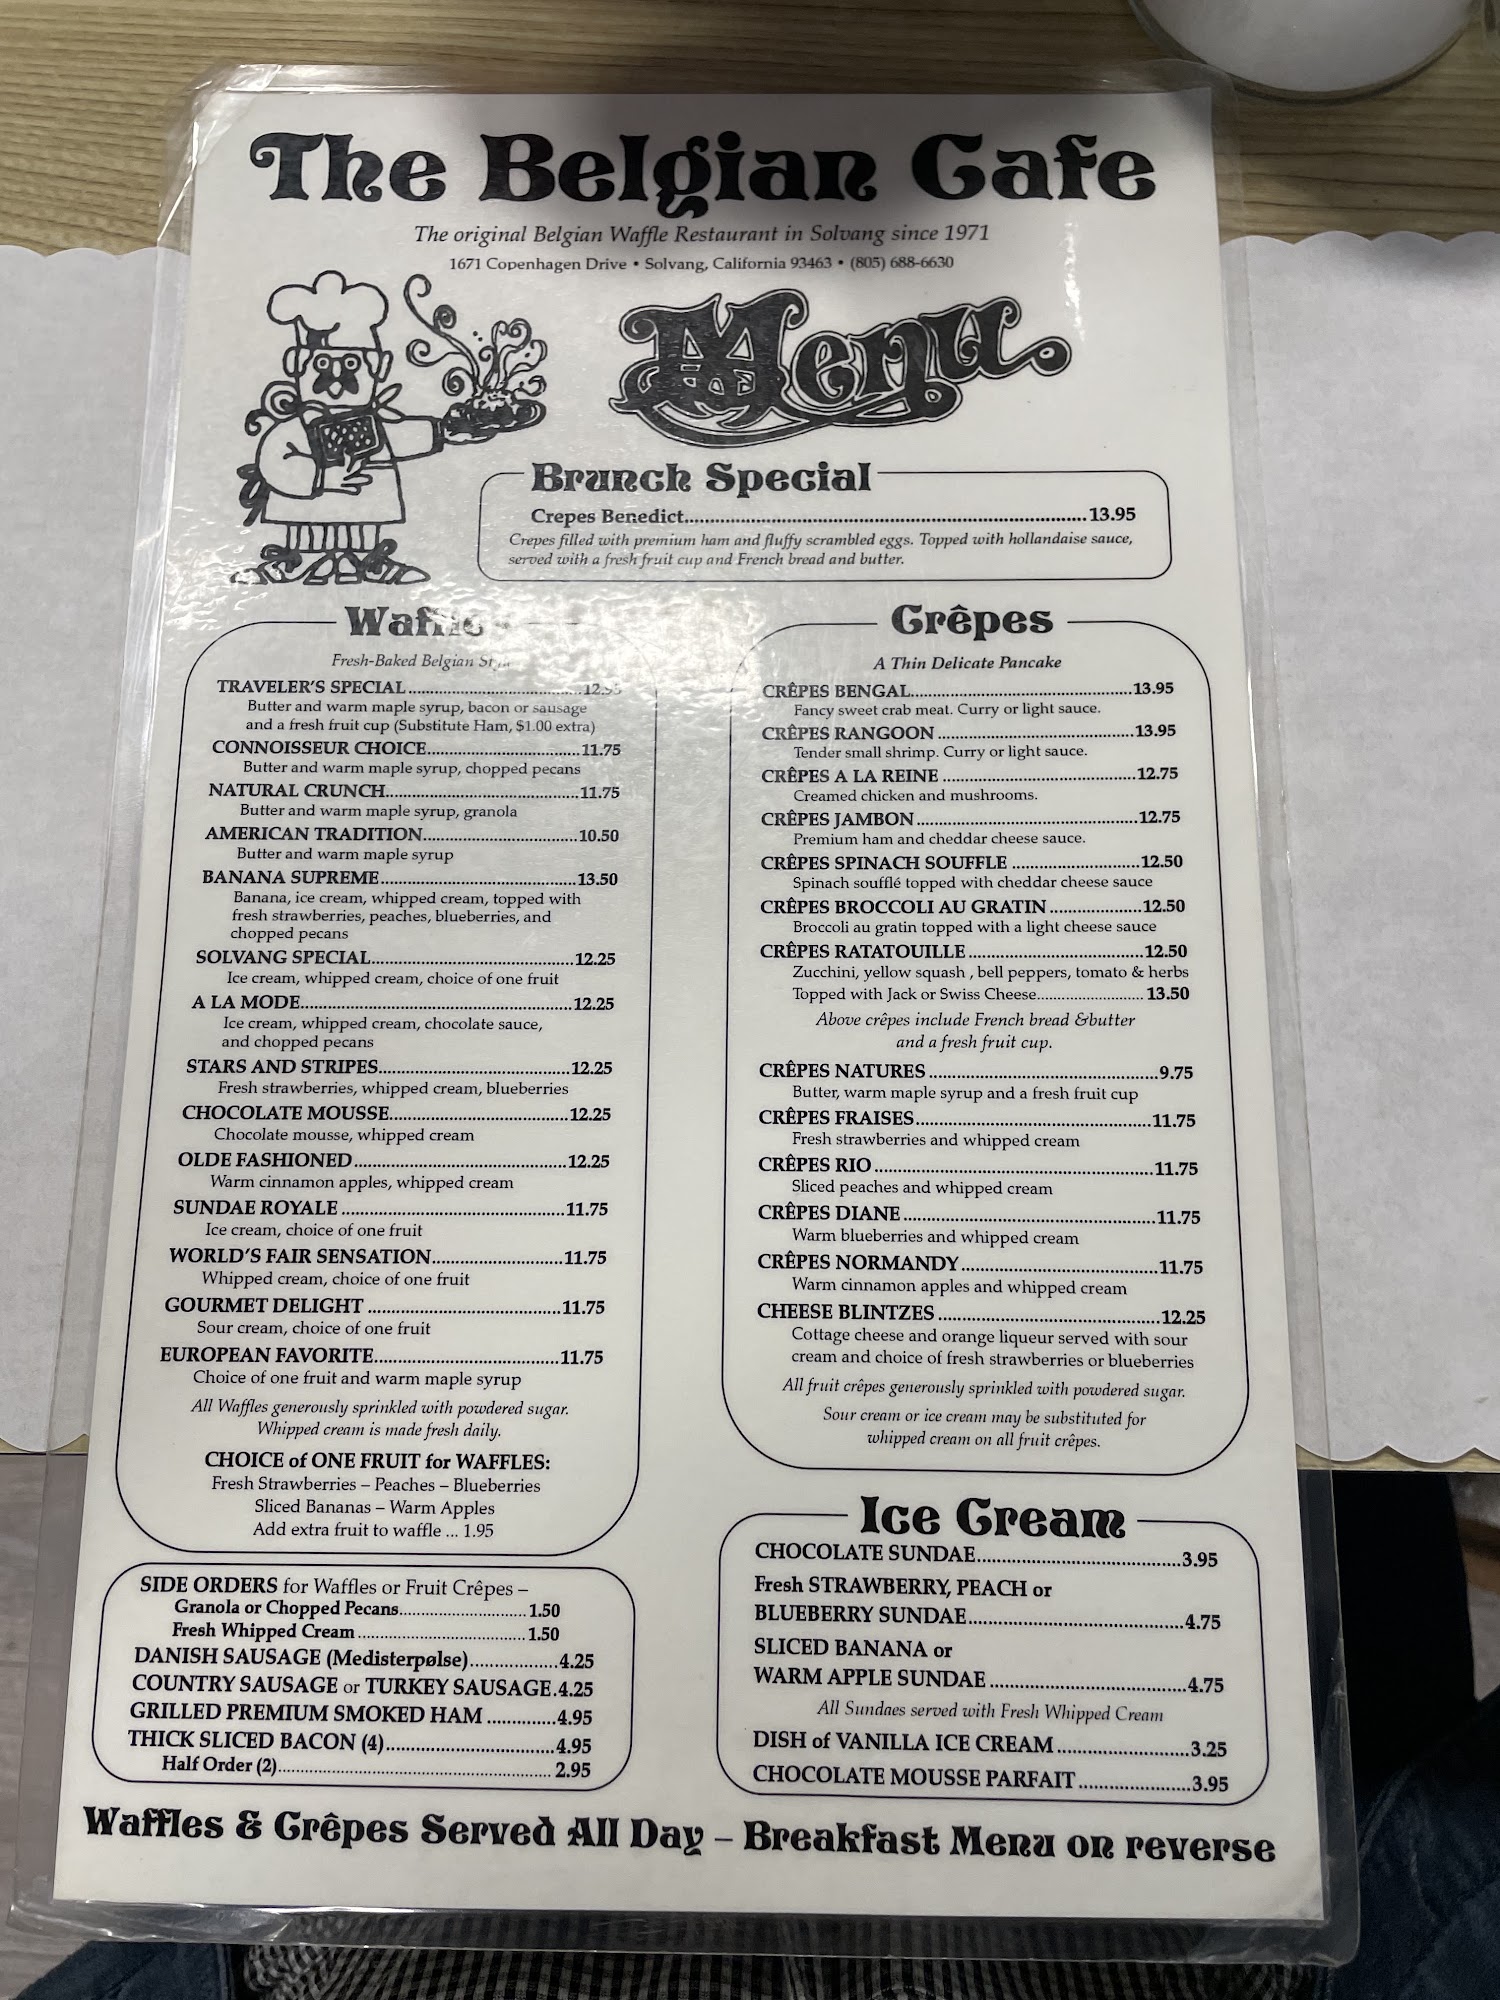 The Belgian Cafe
The original Belgian Waffle Restaurant in Solvang since 1971
1671 Copenhagen Drive • Solvang, California 93463 • (805) 688-6630
Menu
Brunch Special
Crepes Benedict....13.95
Crepes filled with premium ham and fluffy scrambled eggs. Topped with hollandaise sauce,
served with a fresh fruit cup and French bread and butter.
Waffles
Fresh-Baked Belgian
TRAVELER'S SPECIAL....12.95
Butter and warm maple syrup, bacon or sausage
and a fresh fruit cup (Substitute Ham, $1.00 extra)
CONNOISSEUR CHOICE....11.75
Butter and warm maple syrup, chopped pecans
NATURAL CRUNCH....11.75
Butter and warm maple syrup, granola
AMERICAN TRADITION....10.50
Butter and warm maple syrup
BANANA SUPREME....13.50
Banana, ice cream, whipped cream, topped with
fresh strawberries, peaches, blueberries, and
chopped pecans
SOLVANG SPECIAL....12.25
Ice cream, whipped cream, choice of one fruit
A LA MODE....12.25
Ice cream, whipped cream, chocolate sauce,
and chopped pecans
STARS AND STRIPES....12.25
Fresh strawberries, whipped cream, blueberries
CHOCOLATE MOUSSE....12.25
Chocolate mousse, whipped cream
OLDE FASHIONED....12.25
Warm cinnamon apples, whipped cream
SUNDAE ROYALE....11.75
Ice cream, choice of one fruit
WORLD'S FAIR SENSATION....11.75
Whipped cream, choice of one fruit
GOURMET DELIGHT....11.75
Sour cream, choice of one fruit
EUROPEAN FAVORITE....11.75
Choice of one fruit and warm maple syrup
All Waffles generously sprinkled with powdered sugar.
Whipped cream is made fresh daily.
CHOICE of ONE FRUIT for WAFFLES:
Fresh Strawberries – Peaches – Blueberries
Sliced Bananas – Warm Apples
Add extra fruit to waffle ... 1.95
SIDE ORDERS for Waffles or Fruit Crêpes –
Granola or Chopped Pecans....1.50
Fresh Whipped Cream....1.50
DANISH SAUSAGE (Medisterpølse)....4.25
COUNTRY SAUSAGE or TURKEY SAUSAGE.4.25
GRILLED PREMIUM SMOKED HAM....4.95
THICK SLICED BACON (4)....4.95
Half Order (2)....2.95
Crêpes
A Thin Delicate Pancake
CRÊPES BENGAL....13.95
Fancy sweet crab meat. Curry or light sauce.
CRÊPES RANGOON....13.95
Tender small shrimp. Curry or light sauce.
CRÊPES A LA REINE....12.75
Creamed chicken and mushrooms.
CRÊPES JAMBON....12.75
Premium ham and cheddar cheese sauce.
CRÊPES SPINACH SOUFFLE....12.50
Spinach soufflé topped with cheddar cheese sauce
CRÊPES BROCCOLI AU GRATIN....12.50
Broccoli au gratin topped with a light cheese sauce
CRÊPES RATATOUILLE....12.50
Zucchini, yellow squash , bell peppers, tomato & herbs
Topped with Jack or Swiss Cheese....13.50
Above crêpes include French bread &butter
and a fresh fruit cup.
CRÊPES NATURES....9.75
Butter, warm maple syrup and a fresh fruit cup
CRÊPES FRAISES....11.75
Fresh strawberries and whipped cream
CRÊPES RIO....11.75
Sliced peaches and whipped cream
CRÊPES DIANE....11.75
Warm blueberries and whipped cream
CRÊPES NORMANDY....11.75
Warm cinnamon apples and whipped cream
CHEESE BLINTZES....12.25
Cottage cheese and orange liqueur served with sour
cream and choice of fresh strawberries or blueberries
All fruit crêpes generously sprinkled with powdered sugar.
Sour cream or ice cream may be substituted for
whipped cream on all fruit crêpes.
Ice Cream
CHOCOLATE SUNDAE....3.95
Fresh STRAWBERRY, PEACH or
BLUEBERRY SUNDAE....4.75
SLICED BANANA or
WARM APPLE SUNDAE....4.75
All Sundaes served with Fresh Whipped Cream
DISH of VANILLA ICE CREAM....3.25
CHOCOLATE MOUSSE PARFAIT....3.95
Waffles & Crêpes Served All Day – Breakfast Menu on reverse